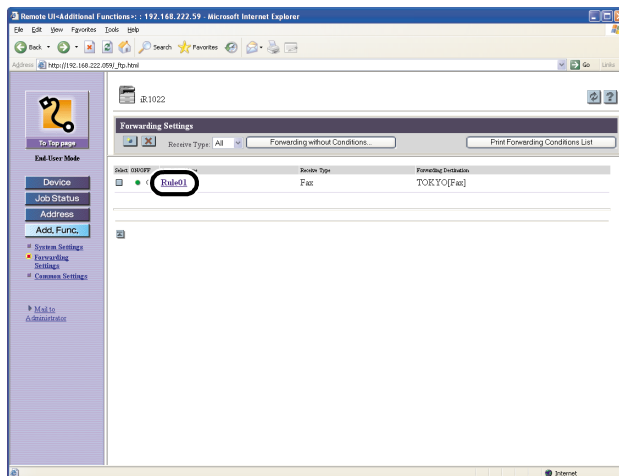 Remote UI<Additional Functions>: : 192.168.222.59 - Microsoft Internet Explorer
File Edit View Favorites Tools Help
Back Search Favorites
Address http://192.168.222.059/_ftp.html Go Links
iR1022
To Top page
End-User Mode
Device
Job Status
Address
Add. Func.
System Settings
Forwarding
Settings
Common Settings
Mail to
Administrator
Forwarding Settings
Receive Type: All Forwarding without Conditions... Print Forwarding Conditions List
Select ON/OFF Receive Type Forwarding Destination
Rule01 Fax TOKYO[Fax]
Internet